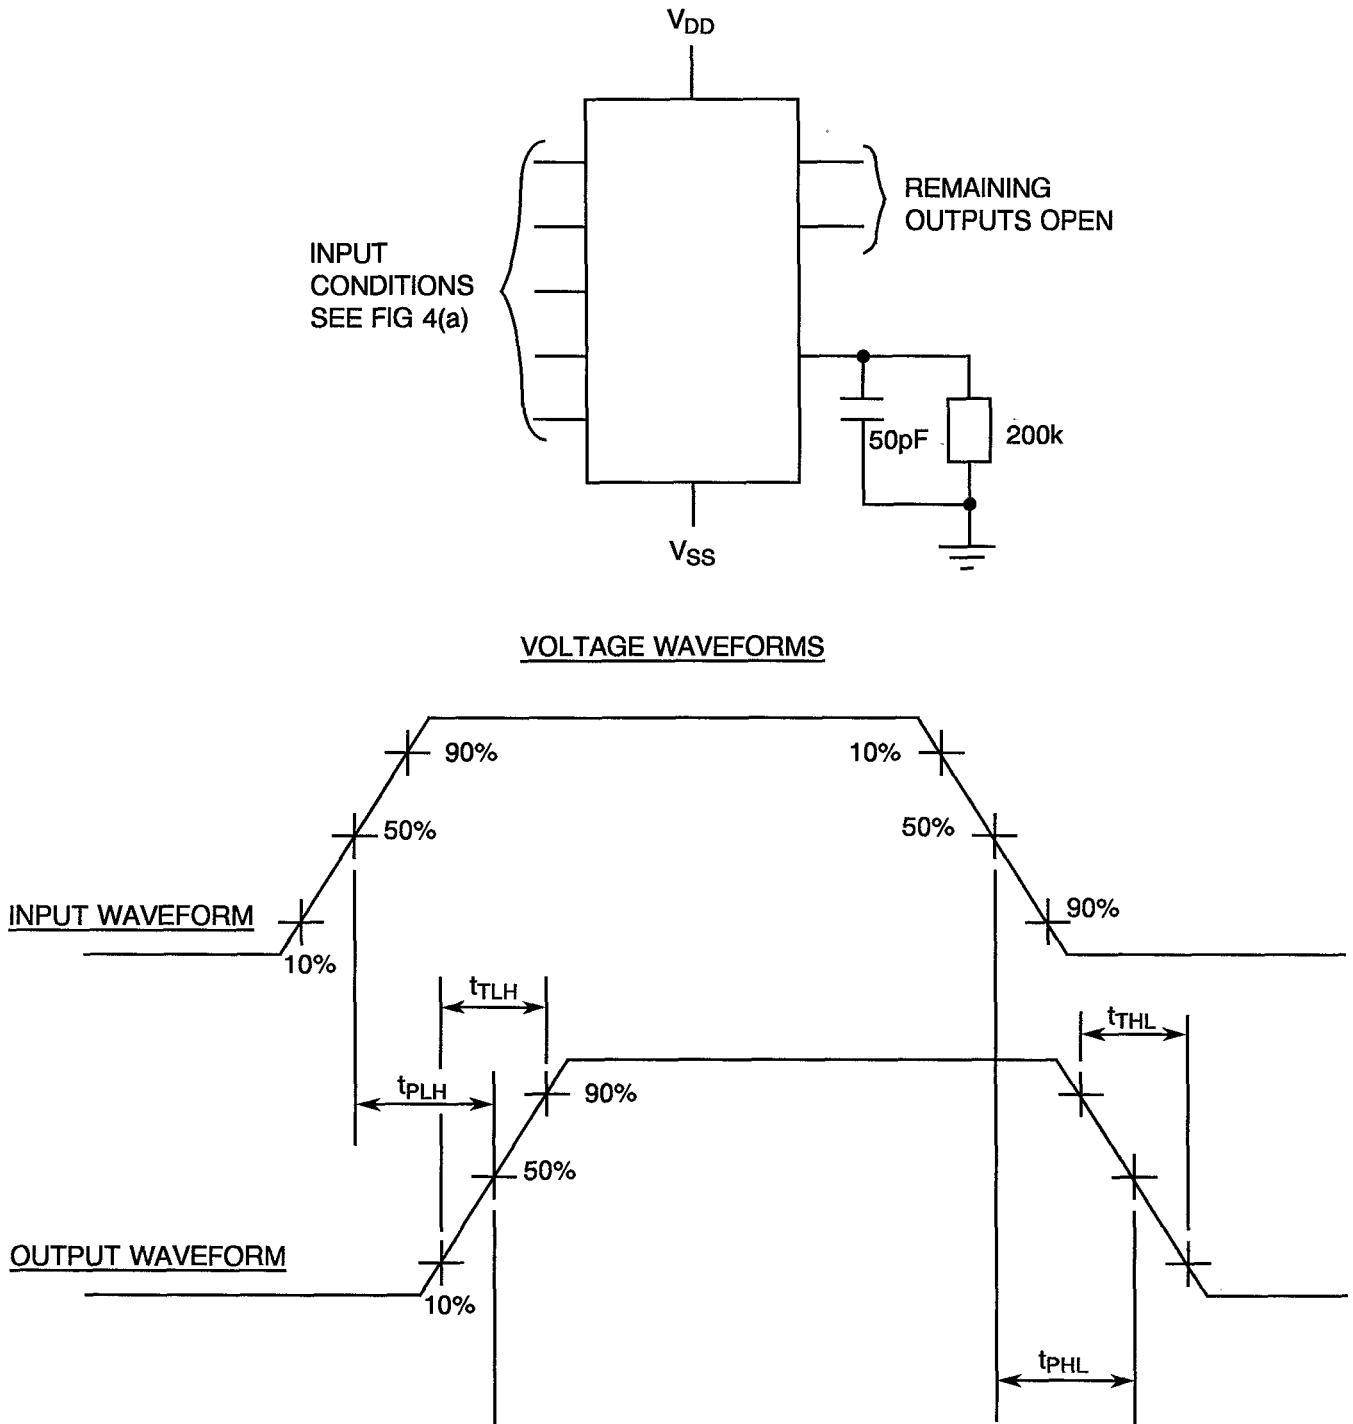 VDD
REMAINING
OUTPUTS OPEN
INPUT
CONDITIONS
SEE FIG 4(a)
50pF
200k
VSS
VOLTAGE WAVEFORMS
90%
10%
50%
50%
INPUT WAVEFORM
90%
10%
tTLH
tTHL
tPLH
90%
50%
OUTPUT WAVEFORM
10%
tPHL